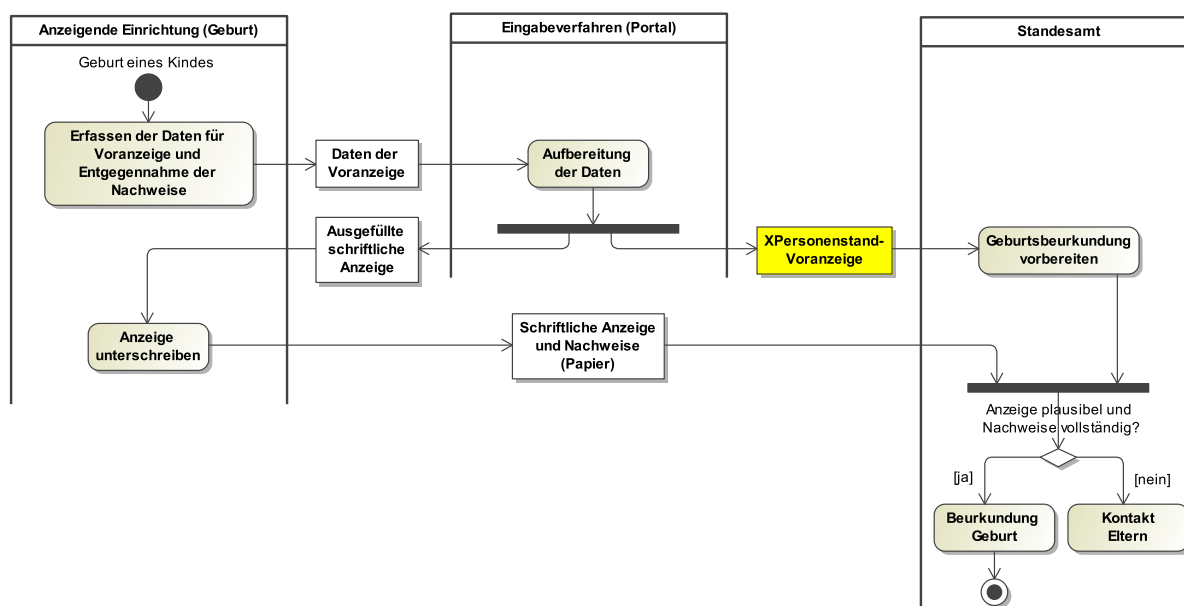 Anzeigende Einrichtung (Geburt)
Eingabeverfahren (Portal)
Standesamt
Geburt eines Kindes
Erfassen der Daten für
Voranzeige und
Entgegennahme der
Nachweise
Daten der
Voranzeige
Aufbereitung
der Daten
Ausgefüllte
schriftliche
Anzeige
XPersonenstand-
Voranzeige
Geburtsbeurkundung
vorbereiten
Anzeige
unterschreiben
Schriftliche Anzeige
und Nachweise
(Papier)
Anzeige plausibel und
Nachweise vollständig?
[ja]
[nein]
Beurkundung
Geburt
Kontakt
Eltern